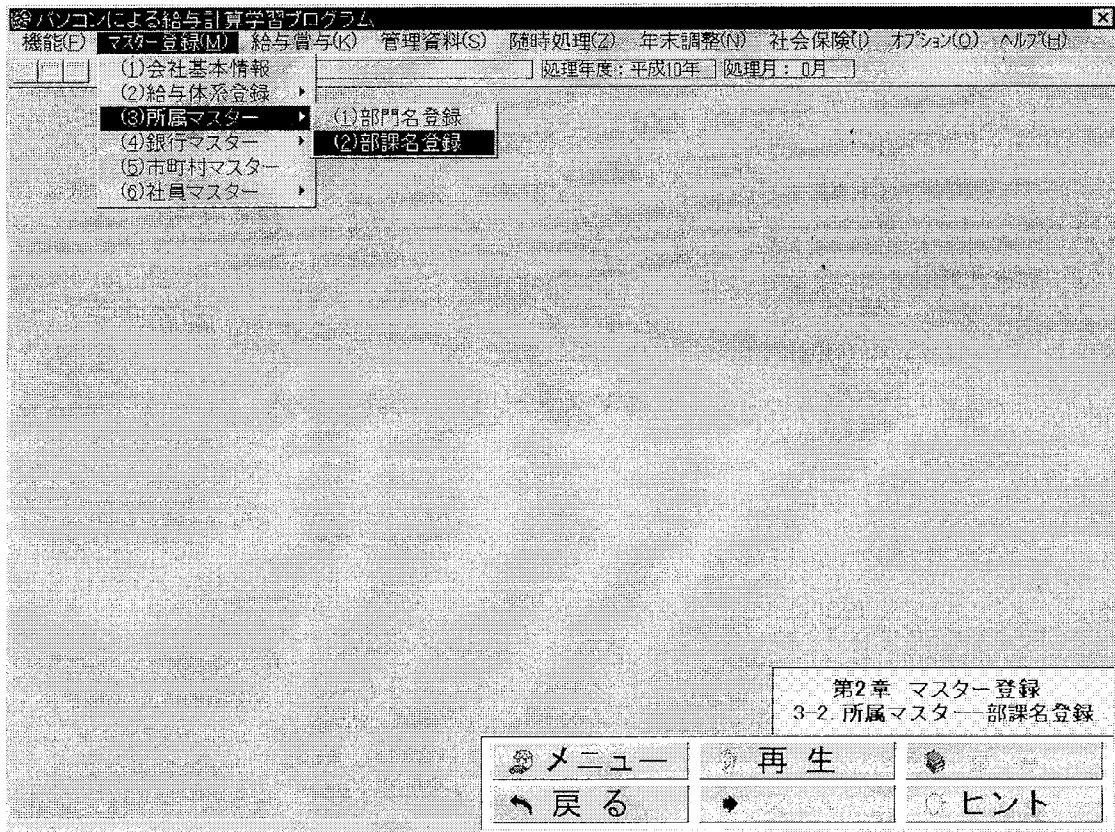 パソコンによる給与計算学習プログラム
機能(F) マスター登録(M) 給与賞与(K) 管理資料(S) 随時処理(Z) 年末調整(N) 社会保険(I) オプション(O) ヘルプ(H)
処理年度：平成10年 処理月： 0月
(1)会社基本情報
(2)給与体系登録
(3)所属マスター
(4)銀行マスター
(5)市町村マスター
(6)社員マスター
(1)部門名登録
(2)部課名登録
第2章 マスター登録
3-2.所属マスター―部課名登録
メニュー 再 生
戻 る ヒント